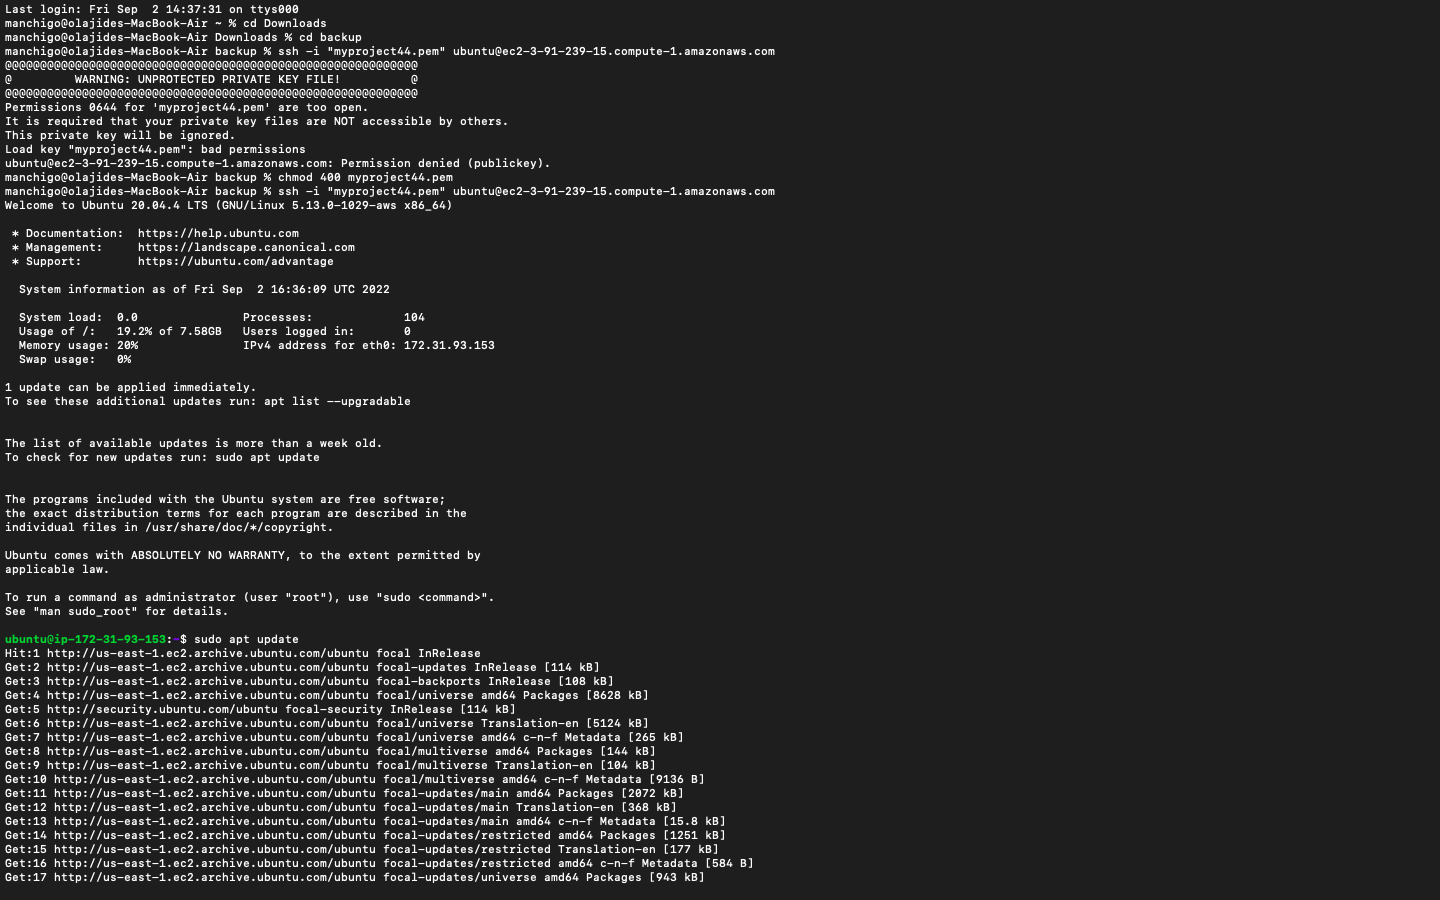 Last login: Fri Sep  2 14:37:31 on ttys000
manchigo@olajides-MacBook-Air ~ % cd Downloads
manchigo@olajides-MacBook-Air Downloads % cd backup
manchigo@olajides-MacBook-Air backup % ssh -i "myproject44.pem" ubuntu@ec2-3-91-239-15.compute-1.amazonaws.com
@@@@@@@@@@@@@@@@@@@@@@@@@@@@@@@@@@@@@@@@@@@@@@@@@@@@@@@@@@@
@         WARNING: UNPROTECTED PRIVATE KEY FILE!          @
@@@@@@@@@@@@@@@@@@@@@@@@@@@@@@@@@@@@@@@@@@@@@@@@@@@@@@@@@@@
Permissions 0644 for 'myproject44.pem' are too open.
It is required that your private key files are NOT accessible by others.
This private key will be ignored.
Load key "myproject44.pem": bad permissions
ubuntu@ec2-3-91-239-15.compute-1.amazonaws.com: Permission denied (publickey).
manchigo@olajides-MacBook-Air backup % chmod 400 myproject44.pem
manchigo@olajides-MacBook-Air backup % ssh -i "myproject44.pem" ubuntu@ec2-3-91-239-15.compute-1.amazonaws.com
Welcome to Ubuntu 20.04.4 LTS (GNU/Linux 5.13.0-1029-aws x86_64)

 * Documentation:  https://help.ubuntu.com
 * Management:     https://landscape.canonical.com
 * Support:        https://ubuntu.com/advantage

  System information as of Fri Sep  2 16:36:09 UTC 2022

  System load:  0.0               Processes:             104
  Usage of /:   19.2% of 7.58GB   Users logged in:       0
  Memory usage: 20%               IPv4 address for eth0: 172.31.93.153
  Swap usage:   0%

1 update can be applied immediately.
To see these additional updates run: apt list --upgradable


The list of available updates is more than a week old.
To check for new updates run: sudo apt update


The programs included with the Ubuntu system are free software;
the exact distribution terms for each program are described in the
individual files in /usr/share/doc/*/copyright.

Ubuntu comes with ABSOLUTELY NO WARRANTY, to the extent permitted by
applicable law.

To run a command as administrator (user "root"), use "sudo <command>".
See "man sudo_root" for details.

ubuntu@ip-172-31-93-153:~$ sudo apt update
Hit:1 http://us-east-1.ec2.archive.ubuntu.com/ubuntu focal InRelease
Get:2 http://us-east-1.ec2.archive.ubuntu.com/ubuntu focal-updates InRelease [114 kB]
Get:3 http://us-east-1.ec2.archive.ubuntu.com/ubuntu focal-backports InRelease [108 kB]
Get:4 http://us-east-1.ec2.archive.ubuntu.com/ubuntu focal/universe amd64 Packages [8628 kB]
Get:5 http://security.ubuntu.com/ubuntu focal-security InRelease [114 kB]
Get:6 http://us-east-1.ec2.archive.ubuntu.com/ubuntu focal/universe Translation-en [5124 kB]
Get:7 http://us-east-1.ec2.archive.ubuntu.com/ubuntu focal/universe amd64 c-n-f Metadata [265 kB]
Get:8 http://us-east-1.ec2.archive.ubuntu.com/ubuntu focal/multiverse amd64 Packages [144 kB]
Get:9 http://us-east-1.ec2.archive.ubuntu.com/ubuntu focal/multiverse Translation-en [104 kB]
Get:10 http://us-east-1.ec2.archive.ubuntu.com/ubuntu focal/multiverse amd64 c-n-f Metadata [9136 B]
Get:11 http://us-east-1.ec2.archive.ubuntu.com/ubuntu focal-updates/main amd64 Packages [2072 kB]
Get:12 http://us-east-1.ec2.archive.ubuntu.com/ubuntu focal-updates/main Translation-en [368 kB]
Get:13 http://us-east-1.ec2.archive.ubuntu.com/ubuntu focal-updates/main amd64 c-n-f Metadata [15.8 kB]
Get:14 http://us-east-1.ec2.archive.ubuntu.com/ubuntu focal-updates/restricted amd64 Packages [1251 kB]
Get:15 http://us-east-1.ec2.archive.ubuntu.com/ubuntu focal-updates/restricted Translation-en [177 kB]
Get:16 http://us-east-1.ec2.archive.ubuntu.com/ubuntu focal-updates/restricted amd64 c-n-f Metadata [584 B]
Get:17 http://us-east-1.ec2.archive.ubuntu.com/ubuntu focal-updates/universe amd64 Packages [943 kB]